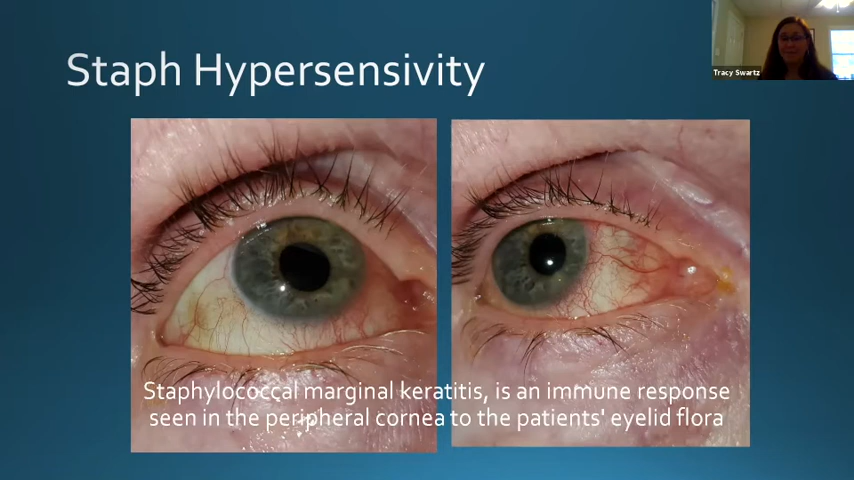 Staph Hypersensivity
Tracy Swartz
Staphylococcal marginal keratitis, is an immune response
seen in the peripheral cornea to the patients' eyelid flora